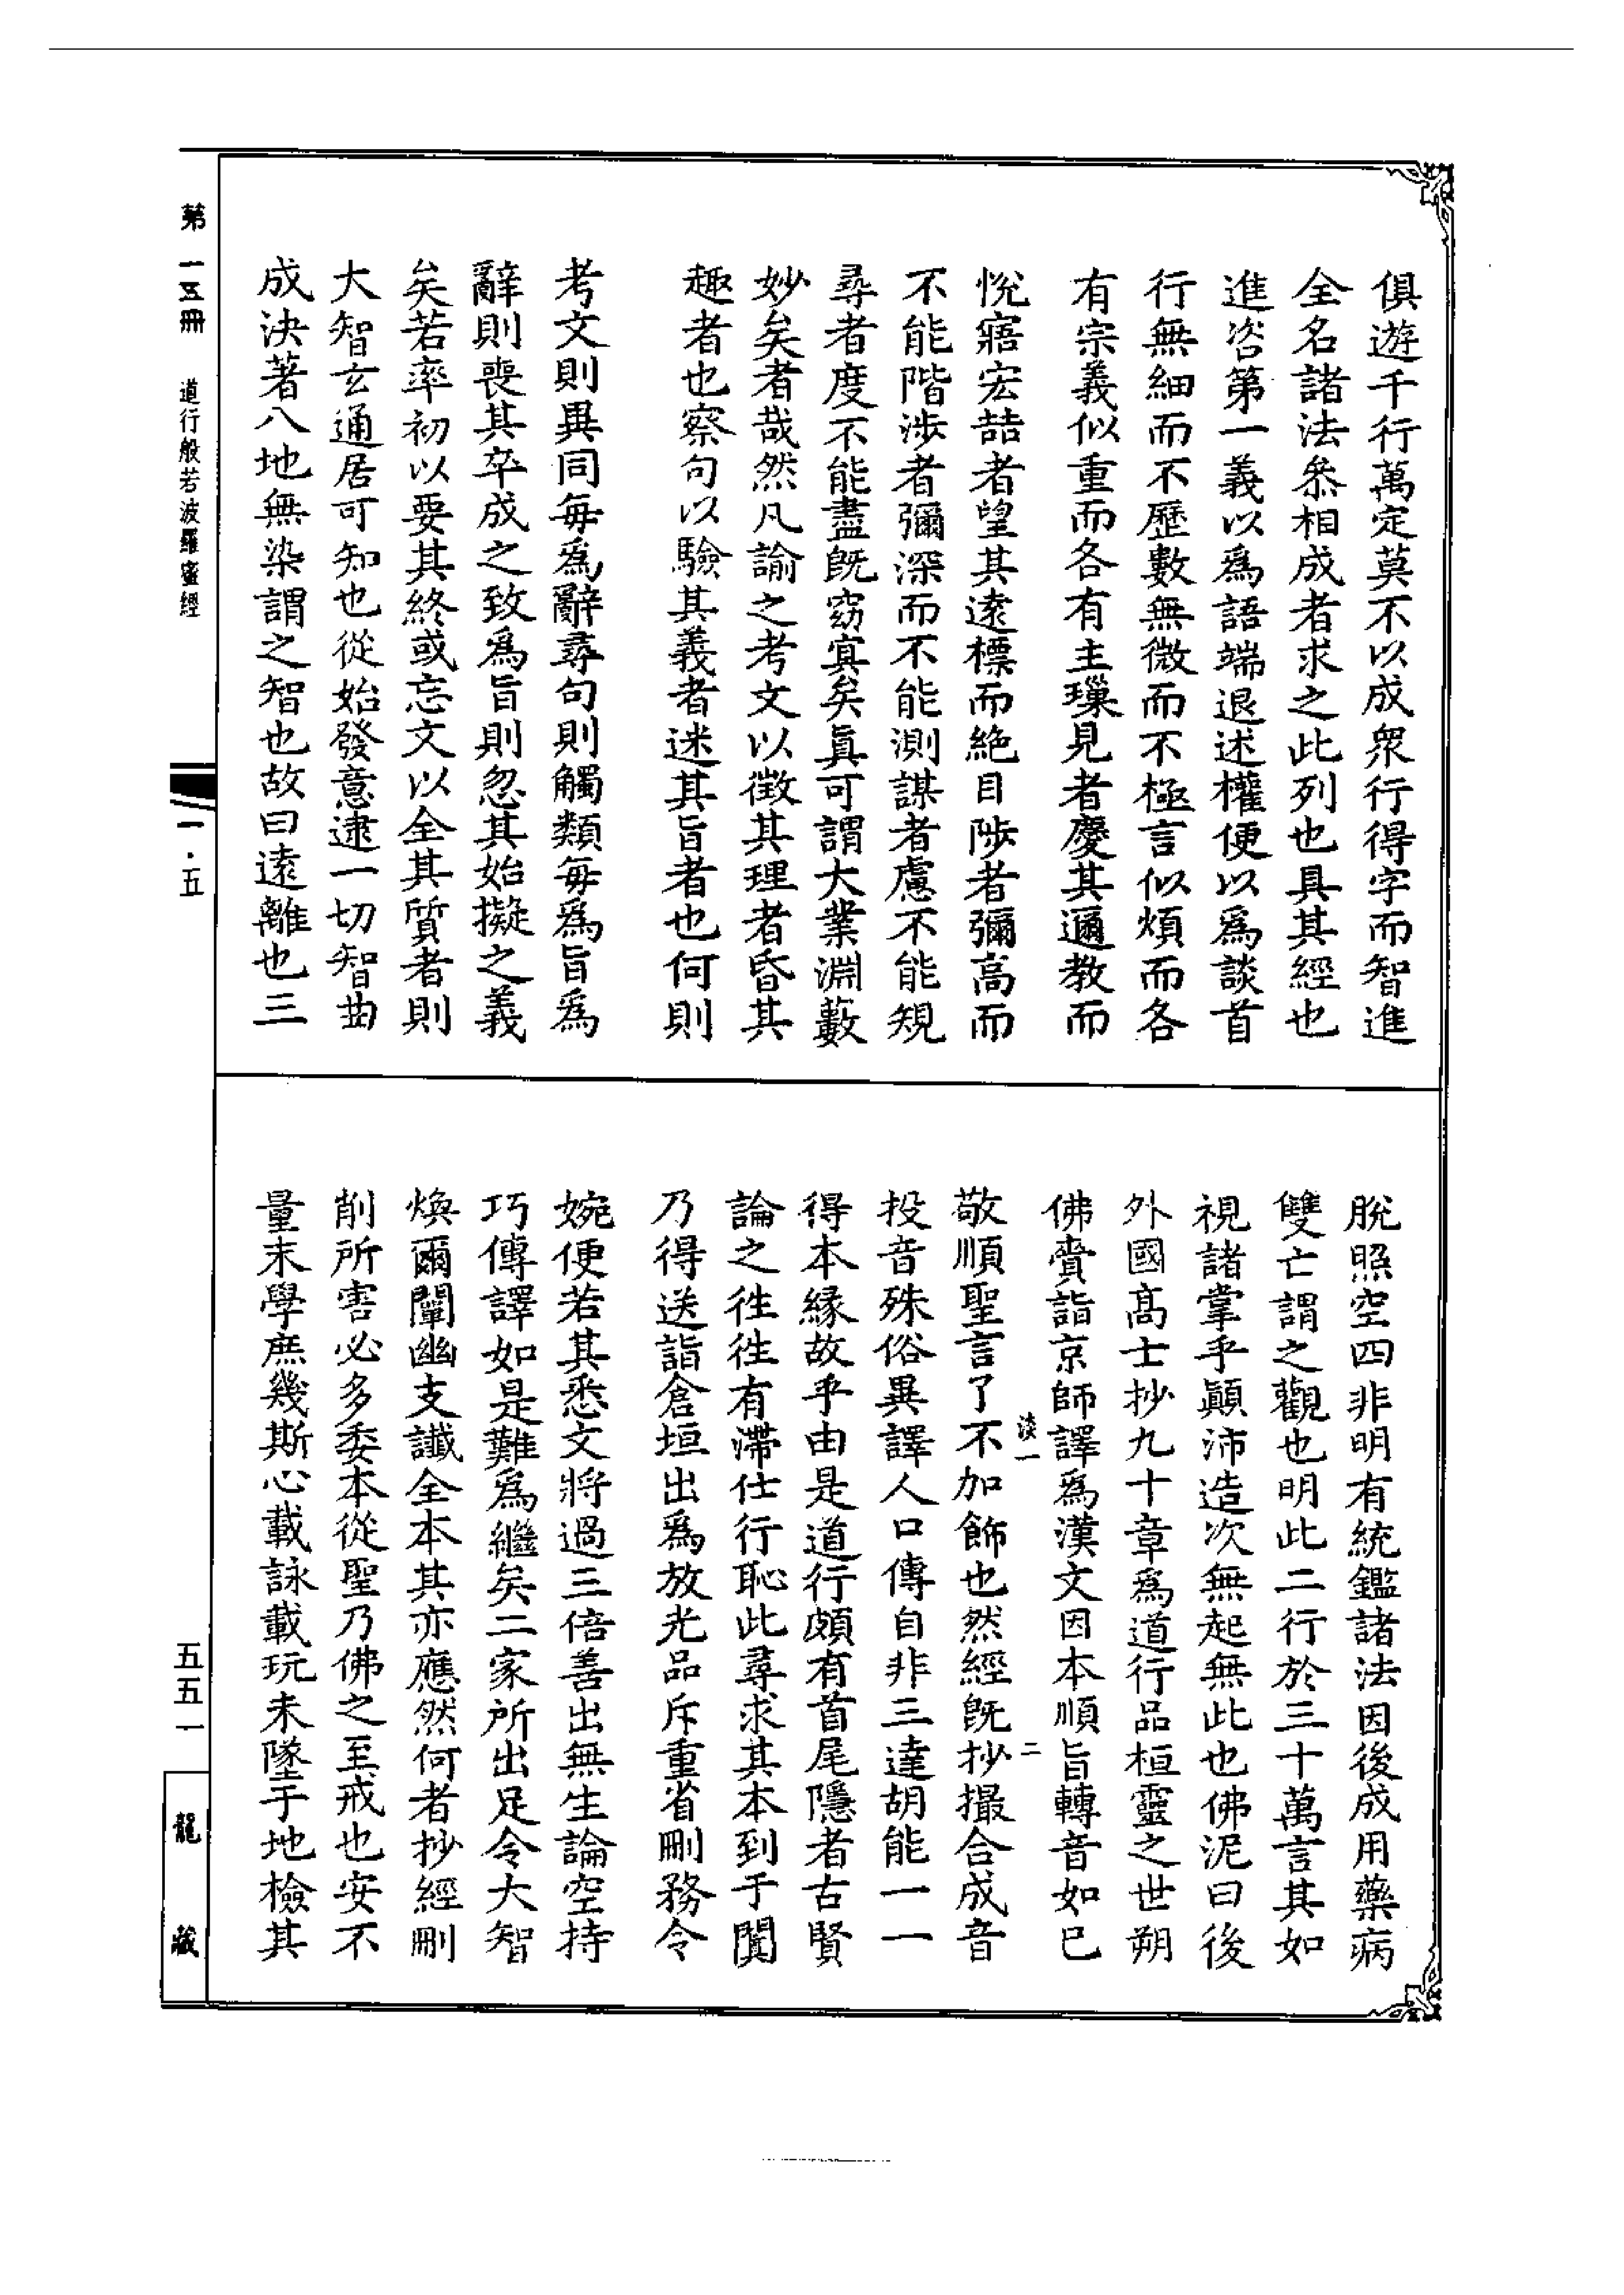 俱遊千行萬定莫不以成衆行得字而智進
全名諸法叅相成者求之此列也具其經也
進咨第一義以爲語端退述權便以爲談首
行無細而不歷數無微而不極言似煩而各
有宗義似重而各有主璅見者慶其邇教而
悅寤宏喆者望其逺標而絶目陟者彌高而
不能階涉者彌深而不能測謀者慮不能規
尋者度不能盡旣窈冥矣眞可謂大業淵藪
妙矣者哉然凡諭之考文以徵其理者昏其
趣者也察句以驗其義者迷其旨者也何則
考文則異同每爲辭尋句則觸類每爲旨爲
辭則喪其卒成之致爲旨則忽其始擬之義
矣若率初以要其終或忘文以全其質者則
大智玄通居可知也從始發意逮一切智曲
成決著八地無染謂之智也故曰逺離也三
脫照空四非明有統鑑諸法因後成用藥病
雙亡謂之觀也明此二行於三十萬言其如
視諸掌乎顚沛造次無起無此也佛泥曰後
外國高士抄九十章爲道行品桓靈之世朔
佛賫詣京師譯爲漢文因本順旨轉音如已
淡一 二
敬順聖言了不加飾也然經旣抄撮合成音
投音殊俗異譯人口傳自非三達胡能一一
得本緣故乎由是道行頗有首尾隱者古賢
論之徃徃有滯仕行恥此尋求其本到于闐
乃得送詣倉垣出爲放光品斥重省刪務令
婉便若其悉文將過三倍善出無生論空持
巧傳譯如是難爲繼矣二家所出足令大智
煥爾闡幽支讖全本其亦應然何者抄經刪
削所害必多委本從聖乃佛之至戒也安不
量末學庶幾斯心載詠載玩未墜于地檢其
第一五冊 道行般若波羅蜜經
一·五
五五一
龍藏